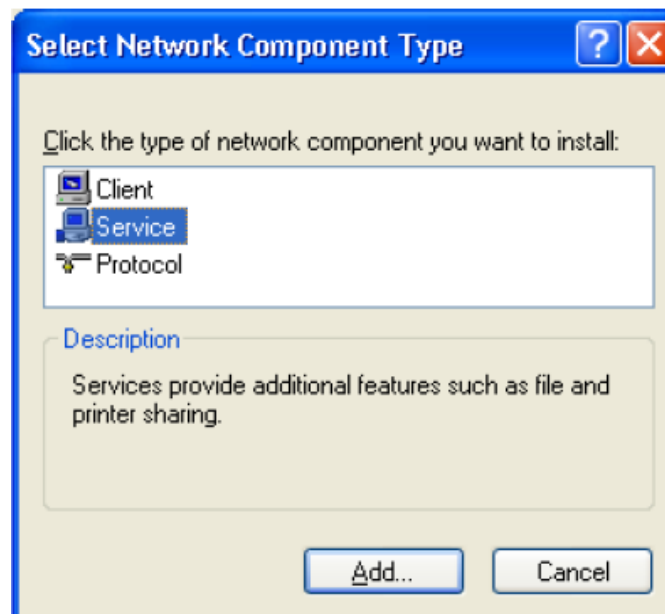 Select Network Component Type
?
Click the type of network component you want to install:
Client
Service
Protocol
Description
Services provide additional features such as file and
printer sharing.
Add... Cancel